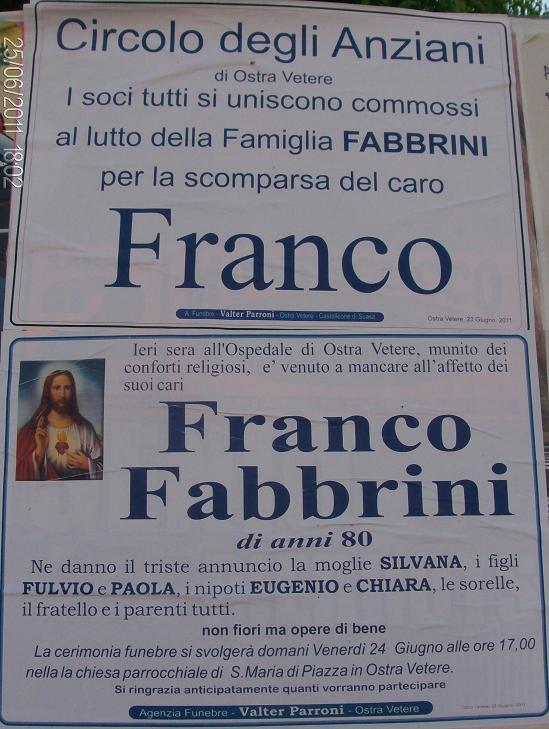 Circolo degli Anziani
di Ostra Vetere
I soci tutti si uniscono commossi
al lutto della Famiglia FABBRINI
per la scomparsa del caro
Franco
A. Funebre - Valter Parroni - Ostra Vetere - Castelleone di Suasa
Ostra Vetere, 23 Giugno 2011
Ieri sera all'Ospedale di Ostra Vetere, munito dei
conforti religiosi, e' venuto a mancare all'affetto dei
suoi cari
Franco
Fabbrini
di anni 80
Ne danno il triste annuncio la moglie SILVANA, i figli
FULVIO e PAOLA, i nipoti EUGENIO e CHIARA, le sorelle,
il fratello e i parenti tutti.
non fiori ma opere di bene
La cerimonia funebre si svolgerà domani Venerdi 24 Giugno alle ore 17,00
nella la chiesa parrocchiale di S.Maria di Piazza in Ostra Vetere.
Si ringrazia anticipatamente quanti vorranno partecipare
Agenzia Funebre - Valter Parroni - Ostra Vetere
Ostra Vetere, 23 Giugno 2011
25/06/2011 18:02